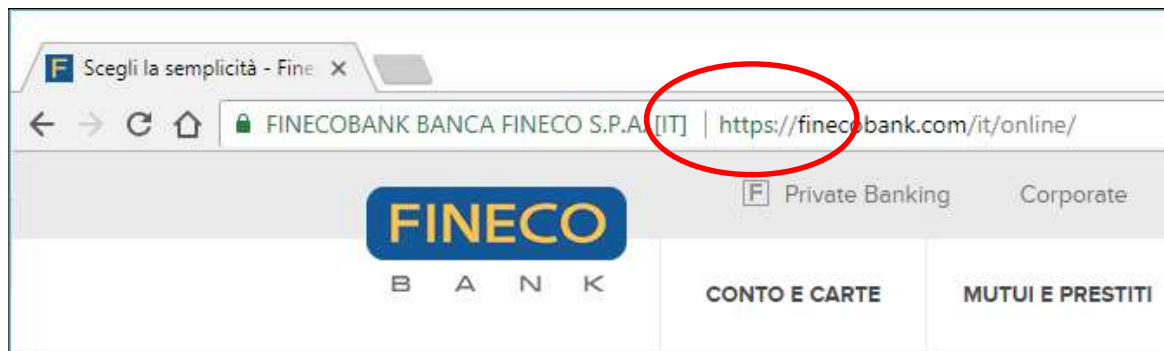 F Scegli la semplicità - Fine
FINECOBANK BANCA FINECO S.P.A. [IT] | https://finecobank.com/it/online/
F Private Banking Corporate
FINECO
BANK
CONTO E CARTE MUTUI E PRESTITI